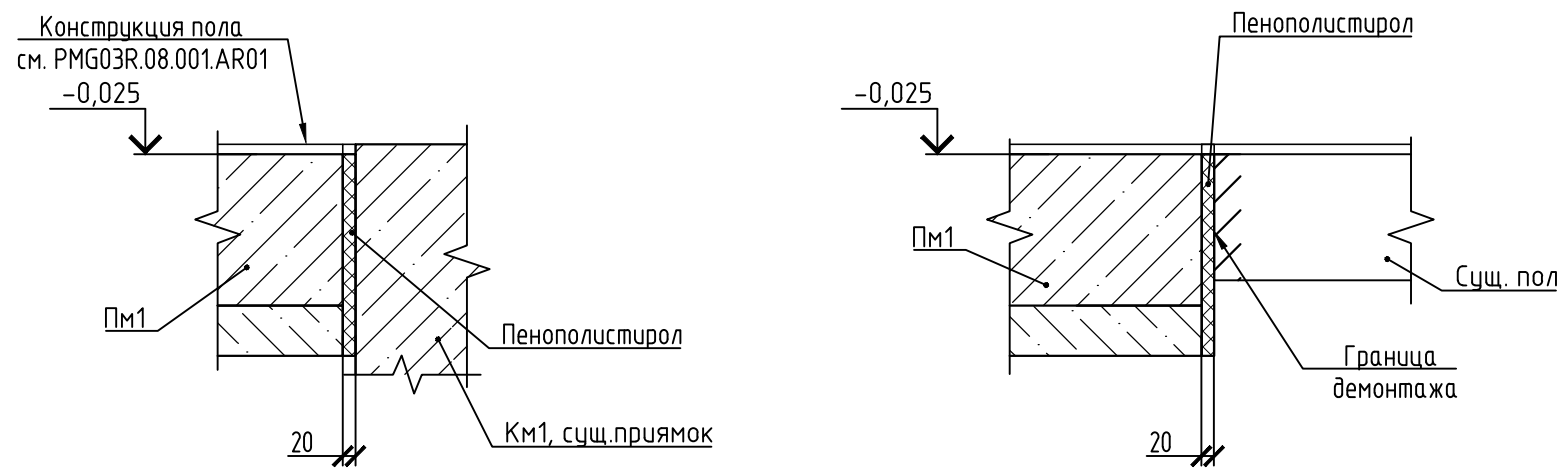 Конструкция пола
см. PMG03R.08.001.AR01
-0,025
Пм1
Пенополистирол
Км1, сущ.приямок
20
Пенополистирол
-0,025
Пм1
Сущ. пол
Граница
демонтажа
20